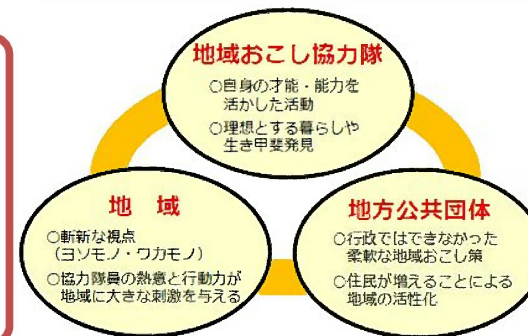 地域おこし協力隊
○自身の才能・能力を
活かした活動
○理想とする暮らしや
生き甲斐発見
地　域
○斬新な視点
（ヨソモノ・ワカモノ）
○協力隊員の熱意と行動力が
地域に大きな刺激を与える
地方公共団体
○行政ではできなかった
柔軟な地域おこし策
○住民が増えることによる
地域の活性化